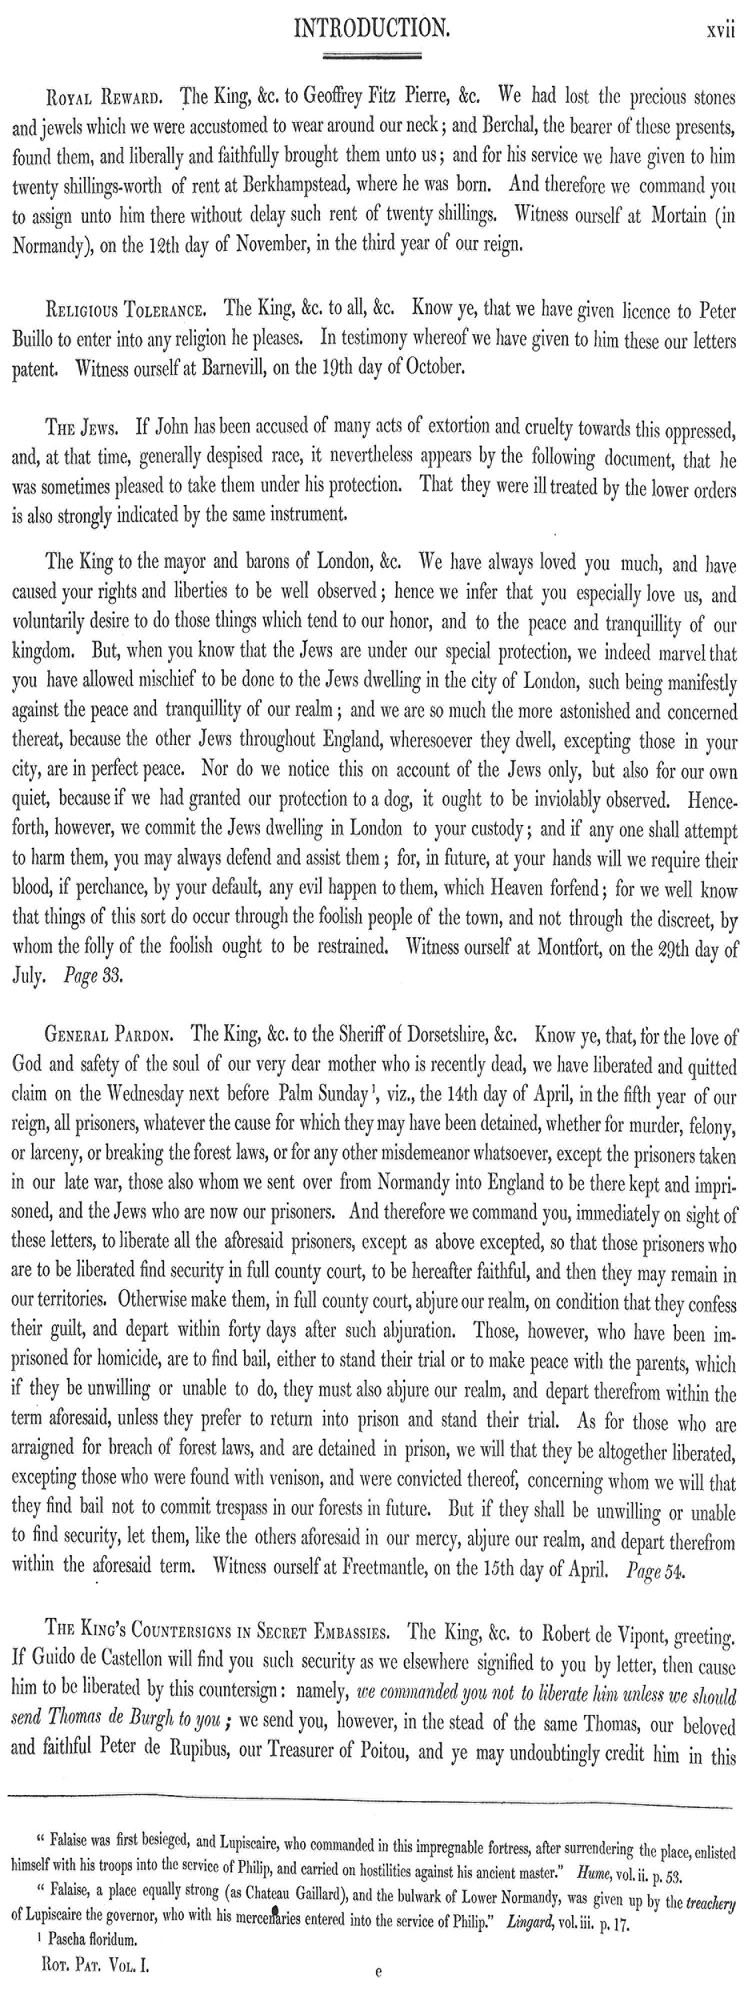 INTRODUCTION. xvii
ROYAL REWARD. The King, &c. to Geoffrey Fitz Pierre, &c. We had lost the precious stones
and jewels which we were accustomed to wear around our neck; and Berchal, the bearer of these presents,
found them, and liberally and faithfully brought them unto us; and for his service we have given to him
twenty shillings-worth of rent at Berkhampstead, where he was born. And therefore we command you
to assign unto him there without delay such rent of twenty shillings. Witness ourself at Mortain (in
Normandy), on the 12th day of November, in the third year of our reign.
RELIGIOUS TOLERANCE. The King, &c. to all, &c. Know ye, that we have given licence to Peter
Buillo to enter into any religion he pleases. In testimony whereof we have given to him these our letters
patent. Witness ourself at Barnevill, on the 19th day of October.
THE JEWS. If John has been accused of many acts of extortion and cruelty towards this oppressed,
and, at that time, generally despised race, it nevertheless appears by the following document, that he
was sometimes pleased to take them under his protection. That they were ill treated by the lower orders
is also strongly indicated by the same instrument.
The King to the mayor and barons of London, &c. We have always loved you much, and have
caused your rights and liberties to be well observed; hence we infer that you especially love us, and
voluntarily desire to do those things which tend to our honor, and to the peace and tranquillity of our
kingdom. But, when you know that the Jews are under our special protection, we indeed marvel that
you have allowed mischief to be done to the Jews dwelling in the city of London, such being manifestly
against the peace and tranquillity of our realm; and we are so much the more astonished and concerned
thereat, because the other Jews throughout England, wheresoever they dwell, excepting those in your
city, are in perfect peace. Nor do we notice this on account of the Jews only, but also for our own
quiet, because if we had granted our protection to a dog, it ought to be inviolably observed. Hence-
forth, however, we commit the Jews dwelling in London to your custody; and if any one shall attempt
to harm them, you may always defend and assist them; for, in future, at your hands will we require their
blood, if perchance, by your default, any evil happen to them, which Heaven forfend; for we well know
that things of this sort do occur through the foolish people of the town, and not through the discreet, by
whom the folly of the foolish ought to be restrained. Witness ourself at Montfort, on the 29th day of
July. Page 33.
GENERAL PARDON. The King, &c. to the Sheriff of Dorsetshire, &c. Know ye, that, for the love of
God and safety of the soul of our very dear mother who is recently dead, we have liberated and quitted
claim on the Wednesday next before Palm Sunday¹, viz., the 14th day of April, in the fifth year of our
reign, all prisoners, whatever the cause for which they may have been detained, whether for murder, felony,
or larceny, or breaking the forest laws, or for any other misdemeanor whatsoever, except the prisoners taken
in our late war, those also whom we sent over from Normandy into England to be there kept and impri-
soned, and the Jews who are now our prisoners. And therefore we command you, immediately on sight of
these letters, to liberate all the aforesaid prisoners, except as above excepted, so that those prisoners who
are to be liberated find security in full county court, to be hereafter faithful, and then they may remain in
our territories. Otherwise make them, in full county court, abjure our realm, on condition that they confess
their guilt, and depart within forty days after such abjuration. Those, however, who have been im-
prisoned for homicide, are to find bail, either to stand their trial or to make peace with the parents, which
if they be unwilling or unable to do, they must also abjure our realm, and depart therefrom within the
term aforesaid, unless they prefer to return into prison and stand their trial. As for those who are
arraigned for breach of forest laws, and are detained in prison, we will that they be altogether liberated,
excepting those who were found with venison, and were convicted thereof, concerning whom we will that
they find bail not to commit trespass in our forests in future. But if they shall be unwilling or unable
to find security, let them, like the others aforesaid in our mercy, abjure our realm, and depart therefrom
within the aforesaid term. Witness ourself at Freetmantle, on the 15th day of April. Page 54.
THE KING'S COUNTERSIGNS IN SECRET EMBASSIES. The King, &c. to Robert de Vipont, greeting.
If Guido de Castellon will find you such security as we elsewhere signified to you by letter, then cause
him to be liberated by this countersign: namely, we commanded you not to liberate him unless we should
send Thomas de Burgh to you; we send you, however, in the stead of the same Thomas, our beloved
and faithful Peter de Rupibus, our Treasurer of Poitou, and ye may undoubtingly credit him in this
“ Falaise was first besieged, and Lupiscaire, who commanded in this impregnable fortress, after surrendering the place, enlisted
himself with his troops into the service of Philip, and carried on hostilities against his ancient master.” Hume, vol. ii. p. 53.
“ Falaise, a place equally strong (as Chateau Gaillard), and the bulwark of Lower Normandy, was given up by the treachery
of Lupiscaire the governor, who with his mercenaries entered into the service of Philip.” Lingard, vol. iii. p. 17.
¹ Pascha floridum.
ROT. PAT. VOL. I. e